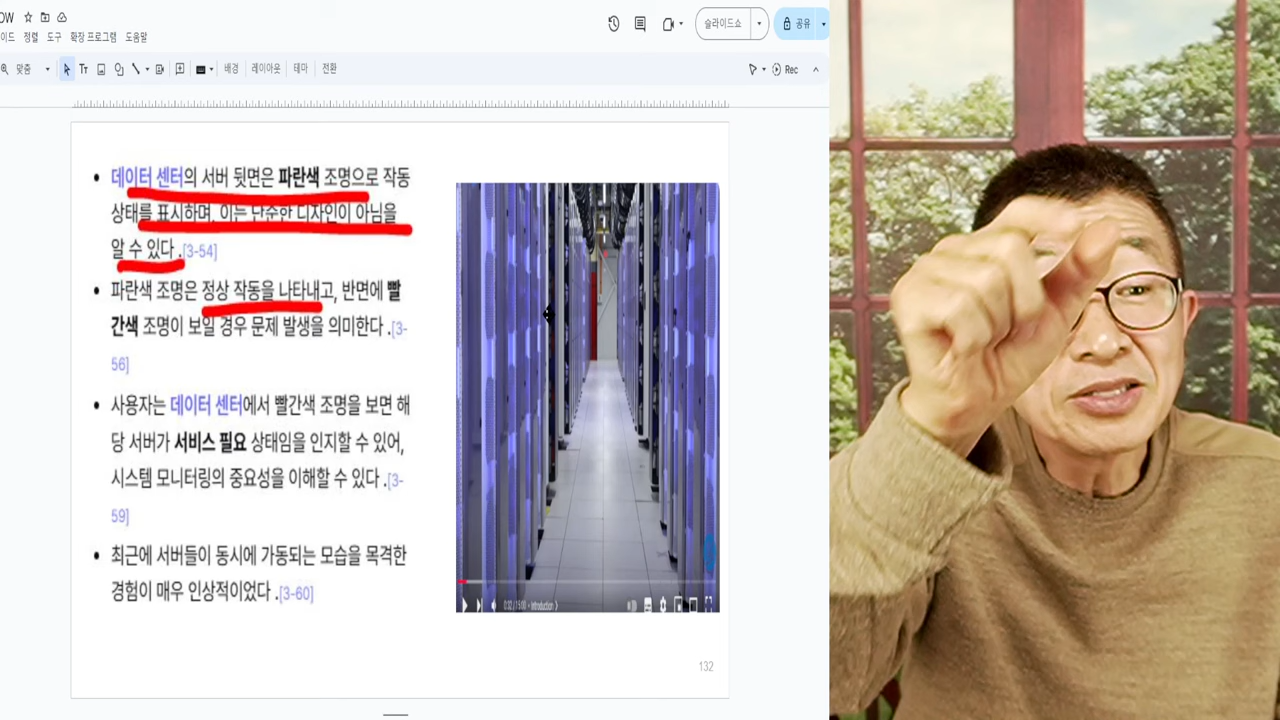 OW
이드 정렬 도구 확장 프로그램 도움말
슬라이드쇼
공유
맞춤
배경 레이아웃 테마 전환
Rec
• 데이터 센터의 서버 뒷면은 파란색 조명으로 작동
상태를 표시하며, 이는 단순한 디자인이 아님을
알 수 있다 .[3-54]
• 파란색 조명은 정상 작동을 나타내고, 반면에 빨
간색 조명이 보일 경우 문제 발생을 의미한다 .[3-
56]
• 사용자는 데이터 센터에서 빨간색 조명을 보면 해
당 서버가 서비스 필요 상태임을 인지할 수 있어,
시스템 모니터링의 중요성을 이해할 수 있다 .[3-
59]
• 최근에 서버들이 동시에 가동되는 모습을 목격한
경험이 매우 인상적이었다 .[3-60]
0:32 / 15:00 • Introduction >
132